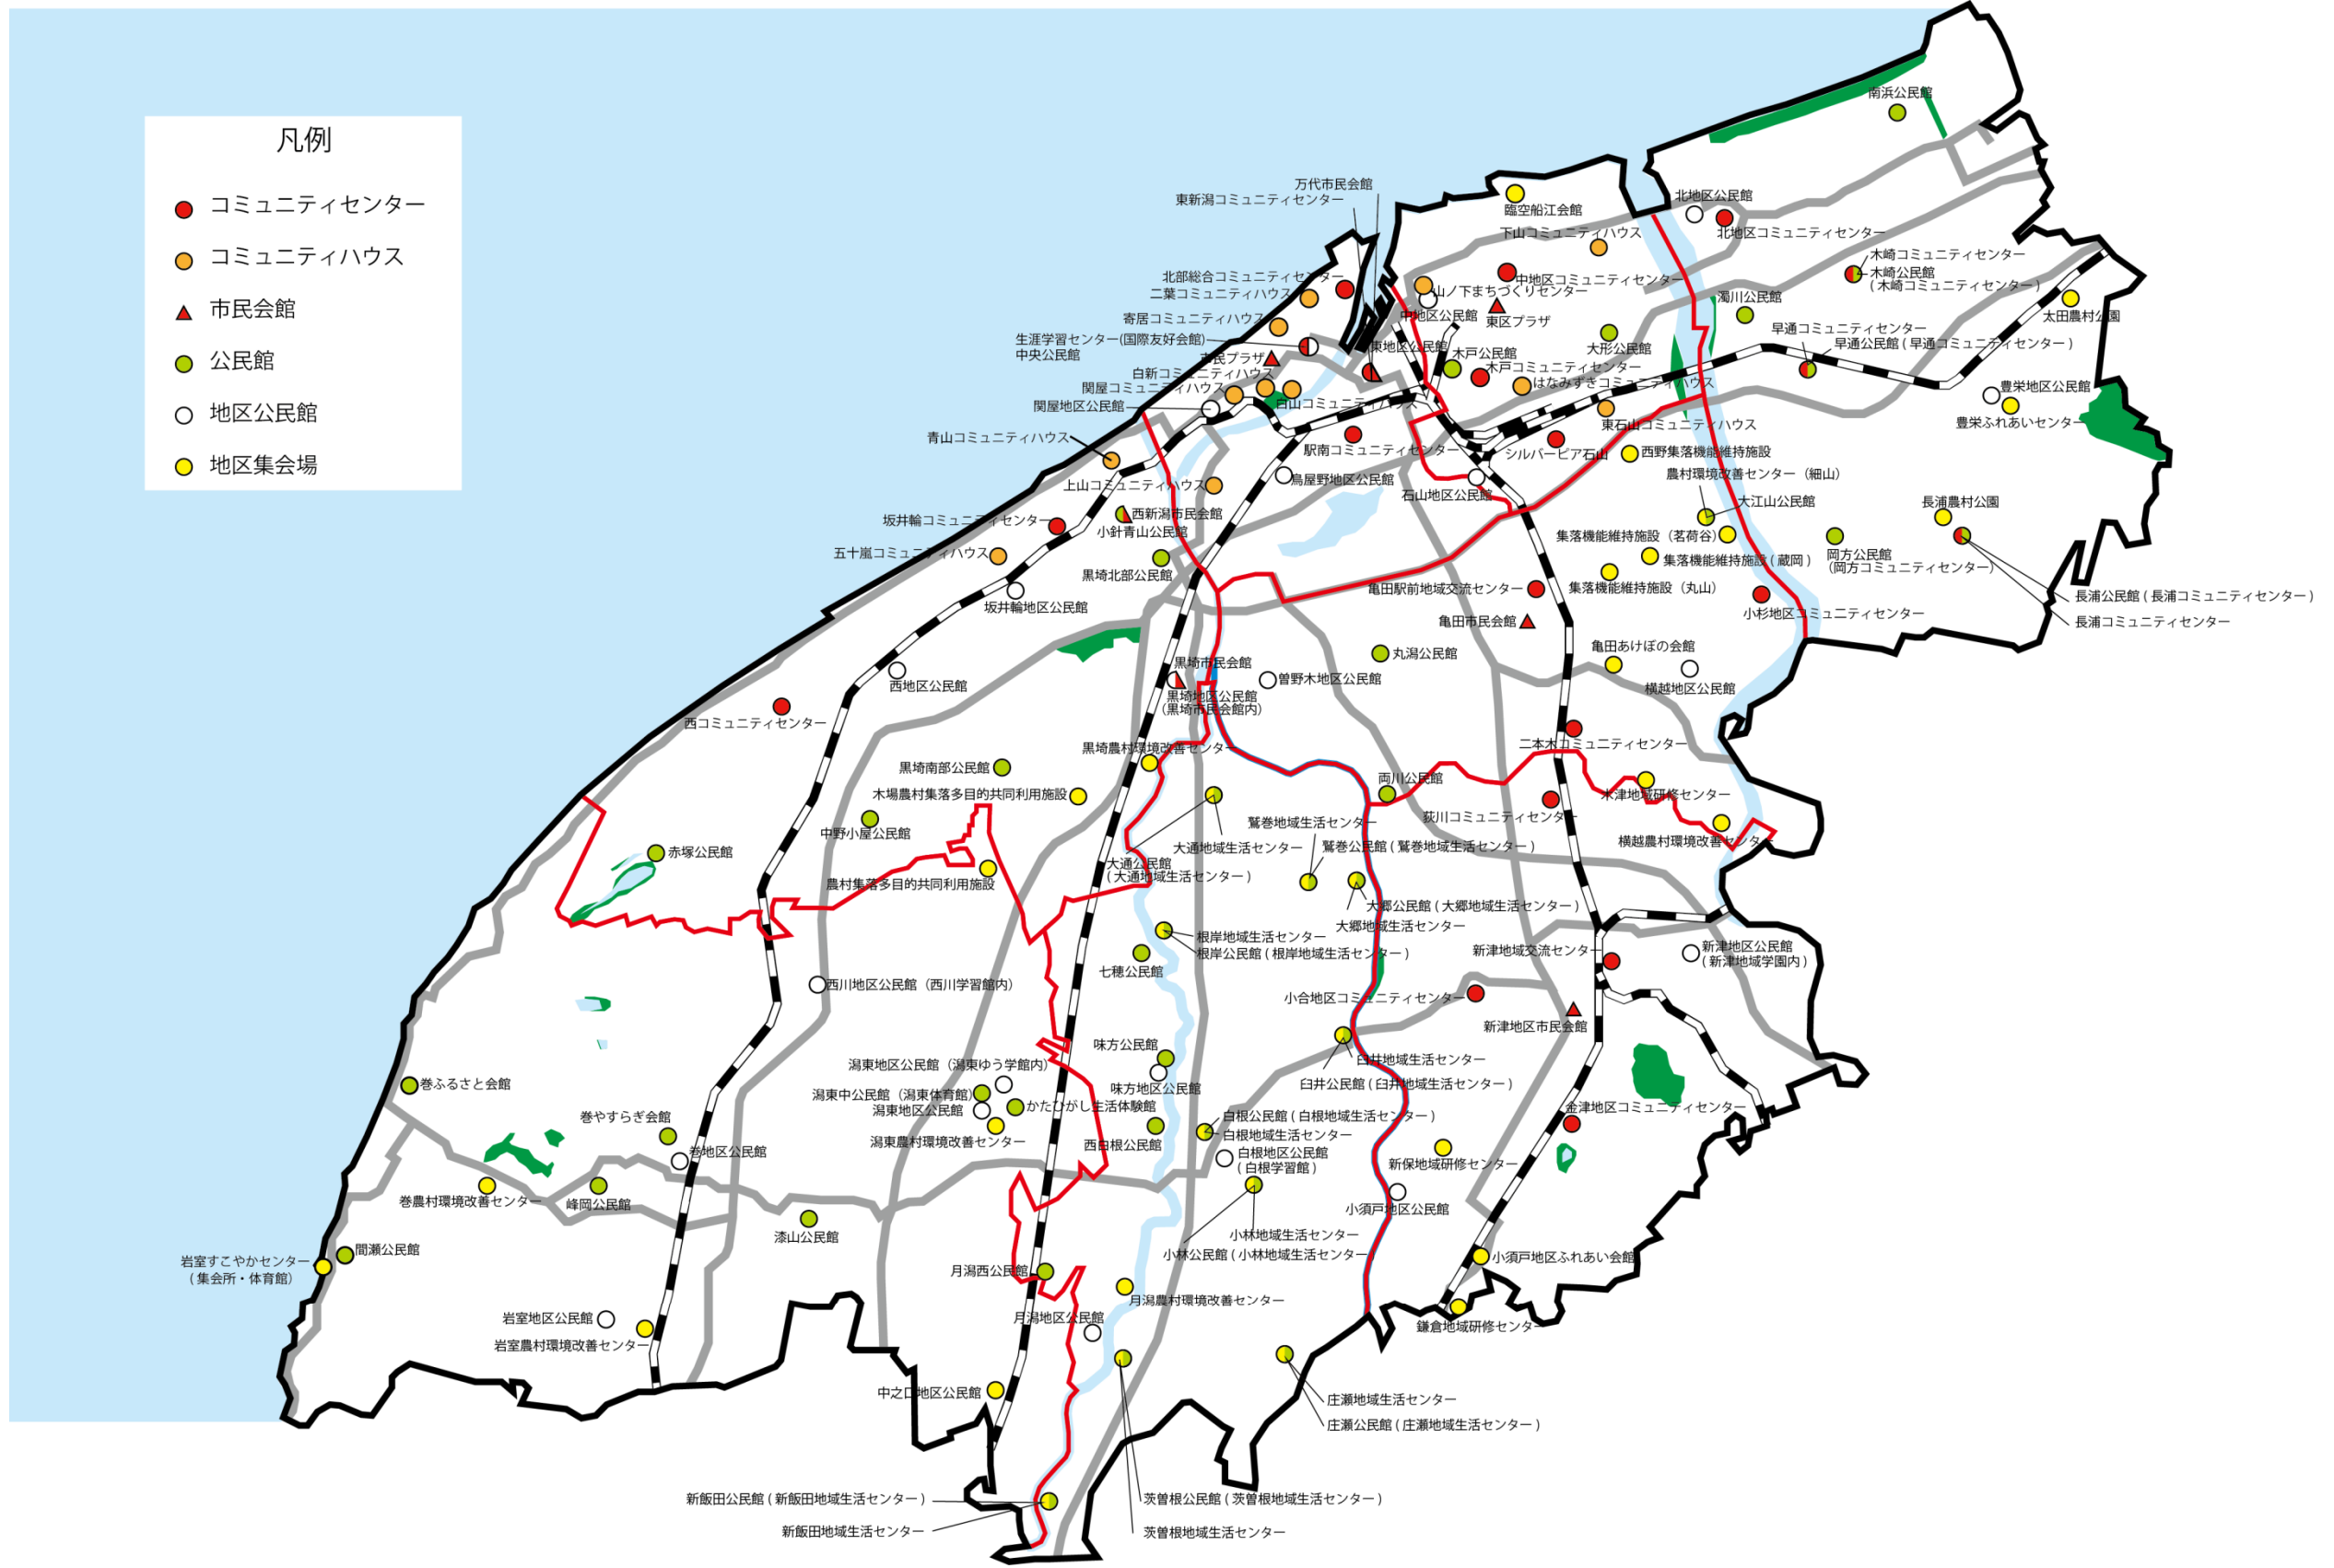 凡例
コミュニティセンター
コミュニティハウス
市民会館
公民館
地区公民館
地区集会場
南浜公民館
万代市民会館
東新潟コミュニティセンター
臨空船江会館
北地区公民館
下山コミュニティハウス
北地区コミュニティセンター
木崎コミュニティセンター
木崎公民館
(木崎コミュニティセンター)
北部総合コミュニティセンター
中地区コミュニティセンター
二葉コミュニティハウス
山ノ下まちづくりセンター
濁川公民館
中地区公民館
東区プラザ
太田農村公園
寄居コミュニティハウス
早通コミュニティセンター
早通公民館(早通コミュニティセンター)
生涯学習センター(国際友好会館)
中央公民館
東地区公民館
大形公民館
市民プラザ
木戸公民館
木戸コミュニティセンター
白新コミュニティハウス
はなみずきコミュニティハウス
関屋コミュニティハウス
豊栄地区公民館
関屋地区公民館
白山コミュニティハウス
豊栄ふれあいセンター
東石山コミュニティハウス
青山コミュニティハウス
駅南コミュニティセンター
シルバーピア石山
西野集落機能維持施設
農村環境改善センター（細山）
上山コミュニティハウス
鳥屋野地区公民館
石山地区公民館
大江山公民館
長浦農村公園
西新潟市民会館
坂井輪コミュニティセンター
小針青山公民館
集落機能維持施設（茗荷谷）
五十嵐コミュニティハウス
岡方公民館
(岡方コミュニティセンター)
集落機能維持施設(蔵岡)
黒埼北部公民館
集落機能維持施設（丸山）
亀田駅前地域交流センター
長浦公民館(長浦コミュニティセンター)
坂井輪地区公民館
小杉地区コミュニティセンター
長浦コミュニティセンター
亀田市民会館
亀田あけぼの会館
丸潟公民館
黒埼市民会館
曽野木地区公民館
西地区公民館
横越地区公民館
黒埼地区公民館
(黒埼市民会館内)
西コミュニティセンター
二本木コミュニティセンター
黒埼農村環境改善センター
黒埼南部公民館
両川公民館
木場農村集落多目的共同利用施設
木津地域研修センター
荻川コミュニティセンター
鷲巻地域生活センター
中野小屋公民館
横越農村環境改善センター
大通地域生活センター
鷲巻公民館(鷲巻地域生活センター)
赤塚公民館
大通公民館
(大通地域生活センター)
農村集落多目的共同利用施設
大郷公民館(大郷地域生活センター)
大郷地域生活センター
根岸地域生活センター
根岸公民館(根岸地域生活センター)
新津地域交流センター
新津地区公民館
(新津地域学園内)
七穂公民館
西川地区公民館（西川学習館内）
小合地区コミュニティセンター
新津地区市民会館
味方公民館
臼井地域生活センター
潟東地区公民館（潟東ゆう学館内）
臼井公民館(臼井地域生活センター)
巻ふるさと会館
味方地区公民館
潟東中公民館（潟東体育館）
かたひがし生活体験館
潟東地区公民館
金津地区コミュニティセンター
巻やすらぎ会館
白根公民館(白根地域生活センター)
白根地域生活センター
潟東農村環境改善センター
西白根公民館
巻地区公民館
白根地区公民館
(白根学習館)
新保地域研修センター
巻農村環境改善センター
峰岡公民館
小須戸地区公民館
漆山公民館
小林地域生活センター
小林公民館(小林地域生活センター)
間瀬公民館
岩室すこやかセンター
(集会所・体育館)
小須戸地区ふれあい会館
月潟西公民館
月潟農村環境改善センター
岩室地区公民館
月潟地区公民館
鎌倉地域研修センター
岩室農村環境改善センター
中之口地区公民館
庄瀬地域生活センター
庄瀬公民館(庄瀬地域生活センター)
新飯田公民館(新飯田地域生活センター)
茨曽根公民館(茨曽根地域生活センター)
新飯田地域生活センター
茨曽根地域生活センター